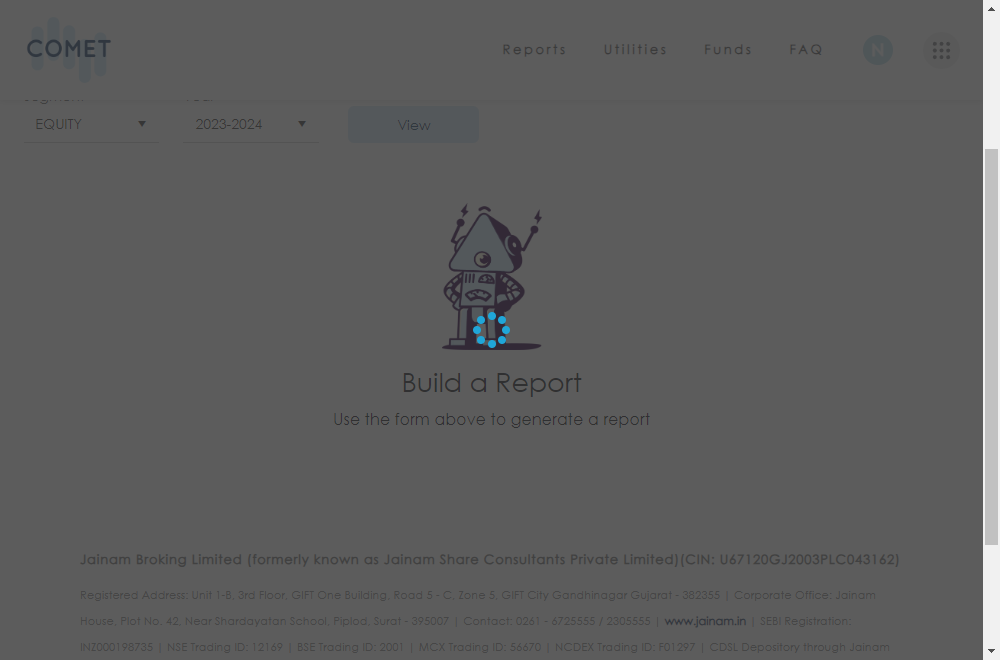 COMET
Reports Utilities Funds FAQ N
EQUITY 2023-2024 View
Build a Report
Use the form above to generate a report
Jainam Broking Limited (formerly known as Jainam Share Consultants Private Limited)(CIN: U67120GJ2003PLC043162)
Registered Address: Unit 1-B, 3rd Floor, GIFT One Building, Road 5 - C, Zone 5, GIFT City Gandhinagar Gujarat - 382355 | Corporate Office: Jainam
House, Plot No. 42, Near Shardayatan School, Piplod, Surat - 395007 | Contact: 0261 - 6725555 / 2305555 | www.jainam.in | SEBI Registration:
INZ000198735 | NSE Trading ID: 12169 | BSE Trading ID: 2001 | MCX Trading ID: 56670 | NCDEX Trading ID: F01297 | CDSL Depository through Jainam